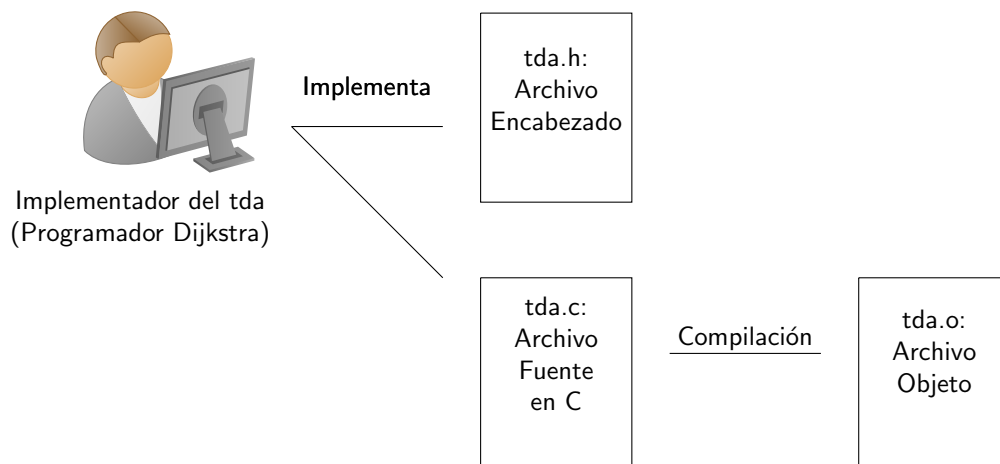 Implementador del tda
(Programador Dijkstra)
Implementa
tda.h:
Archivo
Encabezado
tda.c:
Archivo
Fuente
en C
Compilación
tda.o:
Archivo
Objeto